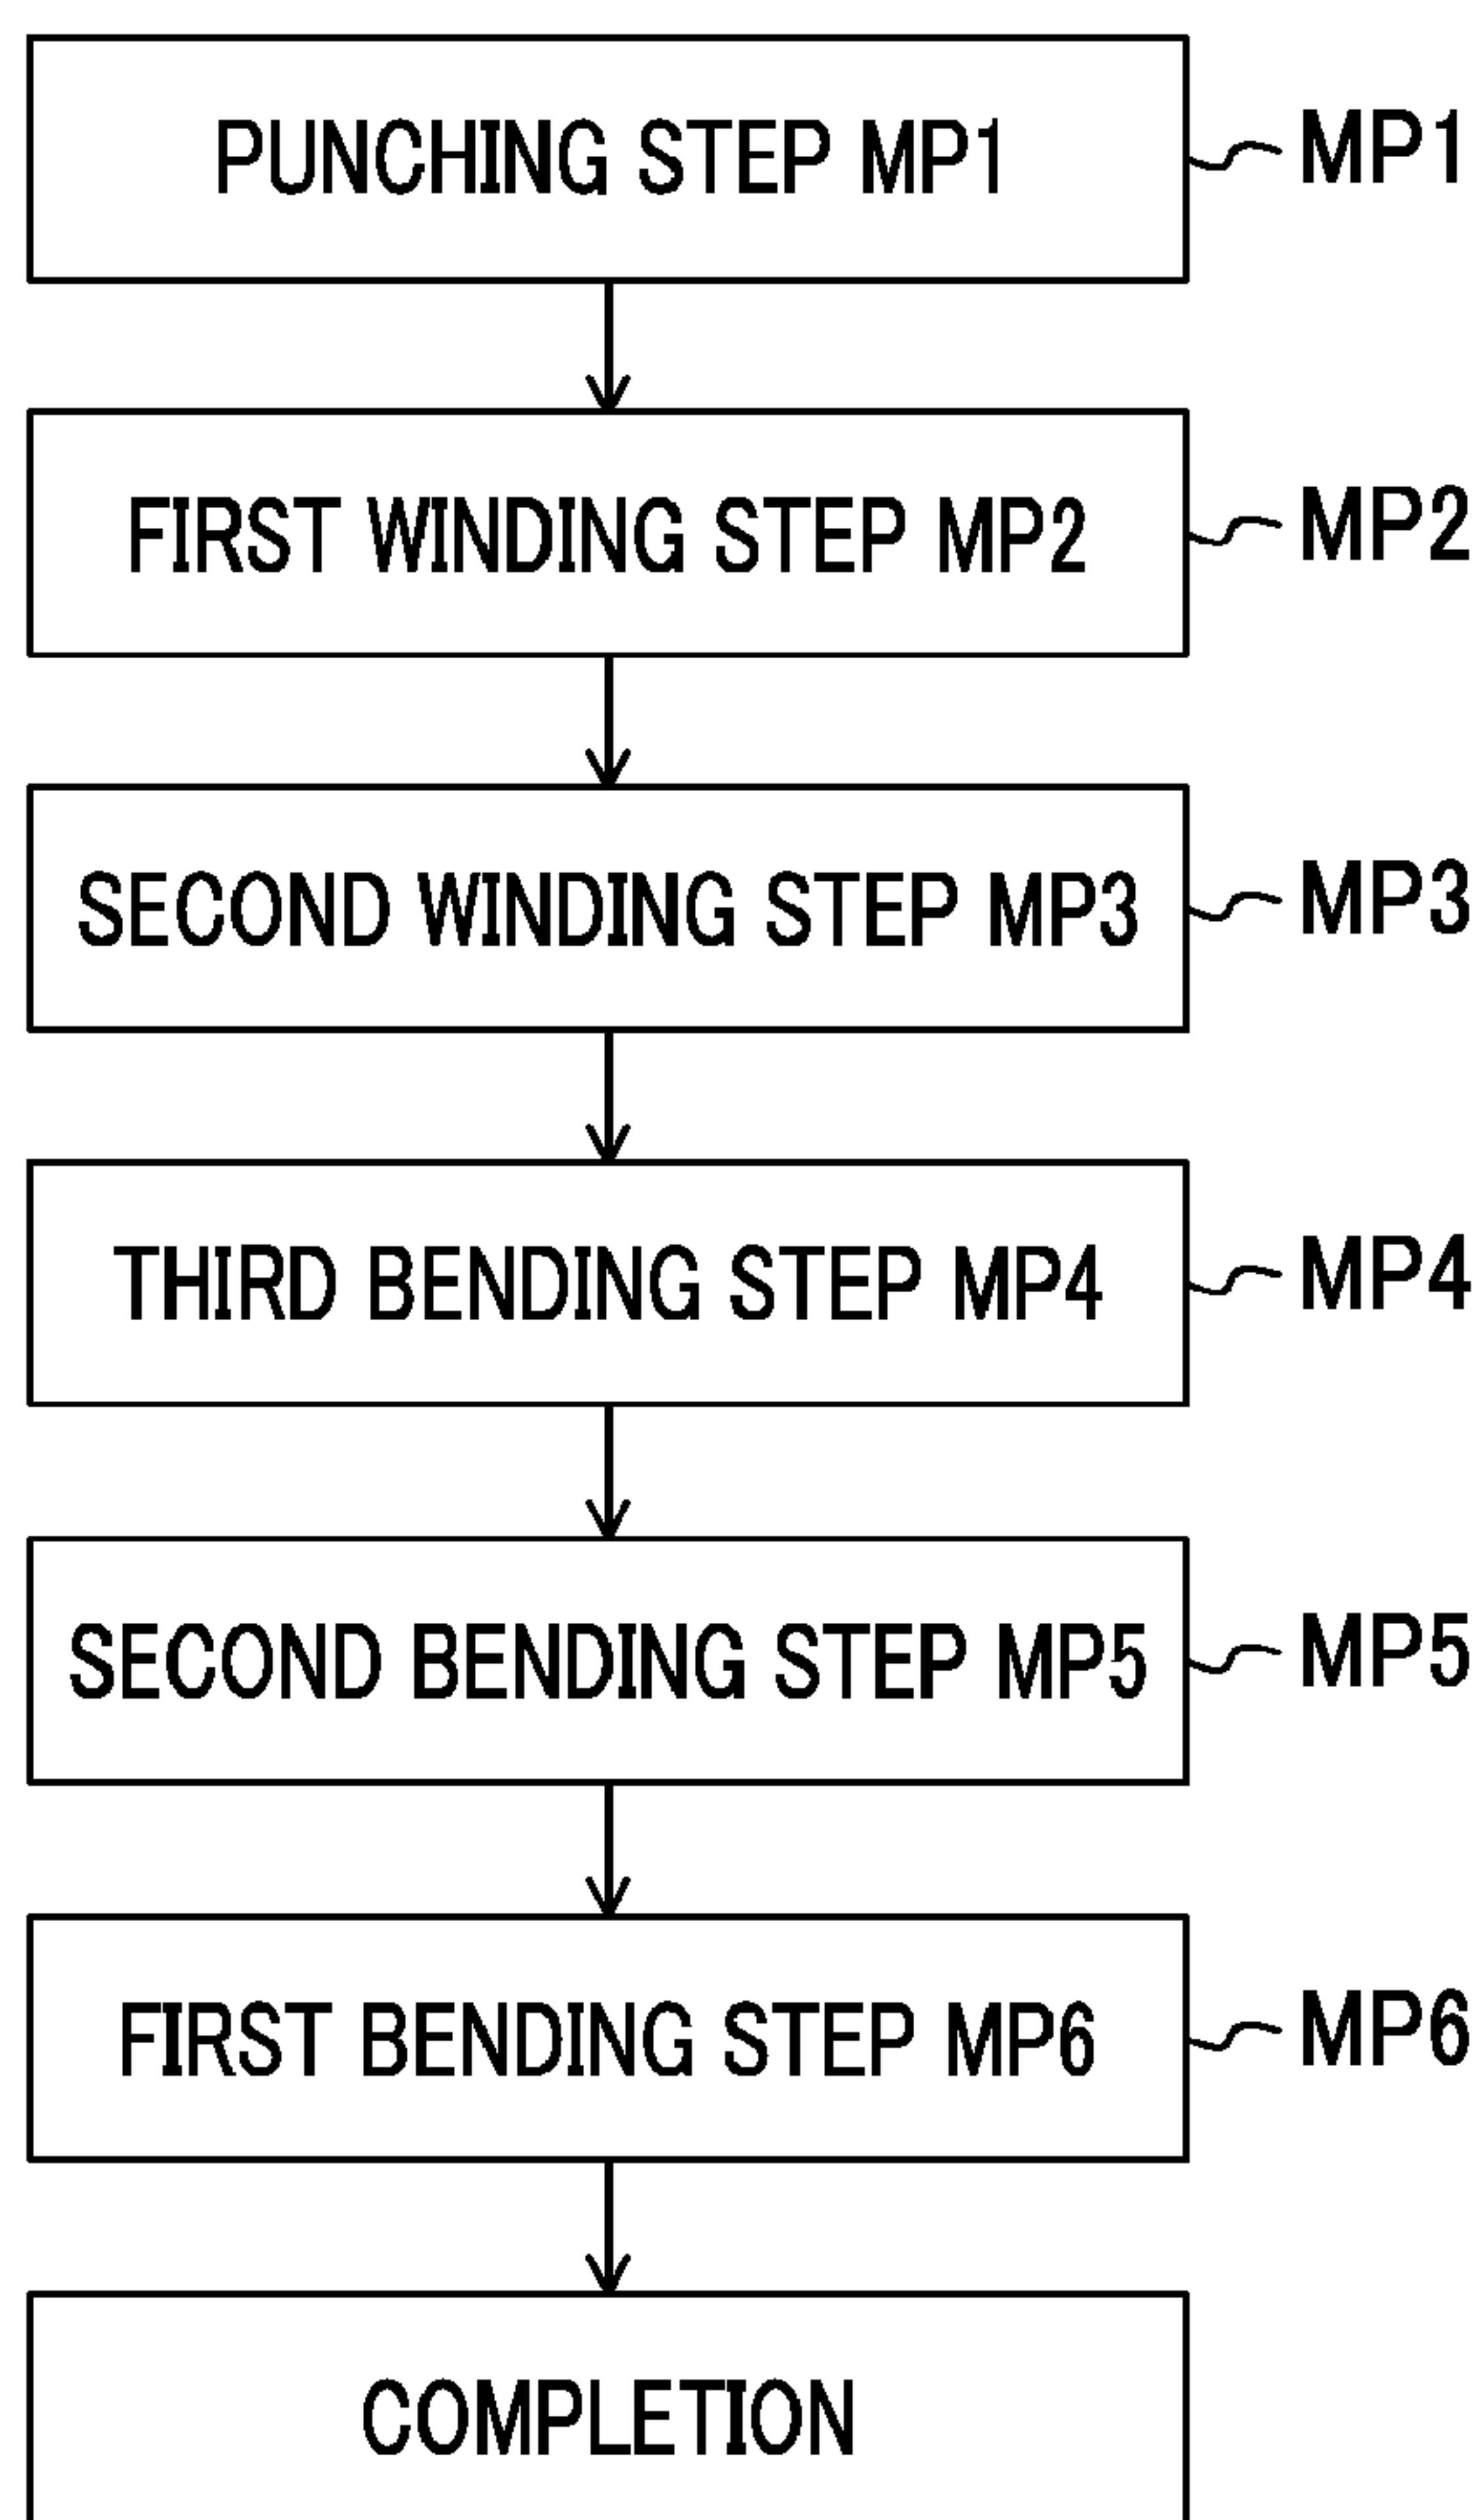 PUNCHING STEP MP1
MP1
FIRST WINDING STEP MP2
MP2
SECOND WINDING STEP MP3
MP3
THIRD BENDING STEP MP4
MP4
SECOND BENDING STEP MP5
MP5
FIRST BENDING STEP MP6
MP6
COMPLETION